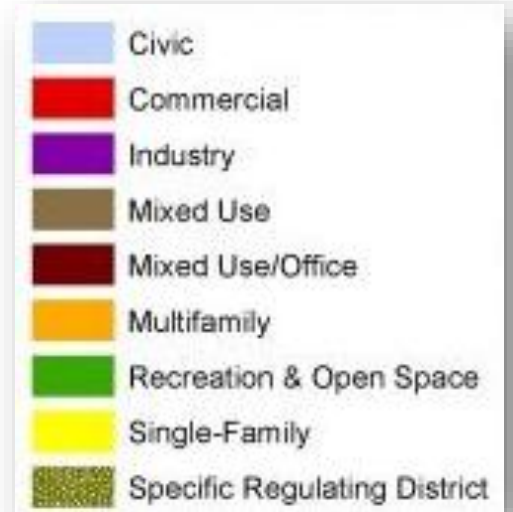 Civic
Commercial
Industry
Mixed Use
Mixed Use/Office
Multifamily
Recreation & Open Space
Single-Family
Specific Regulating District